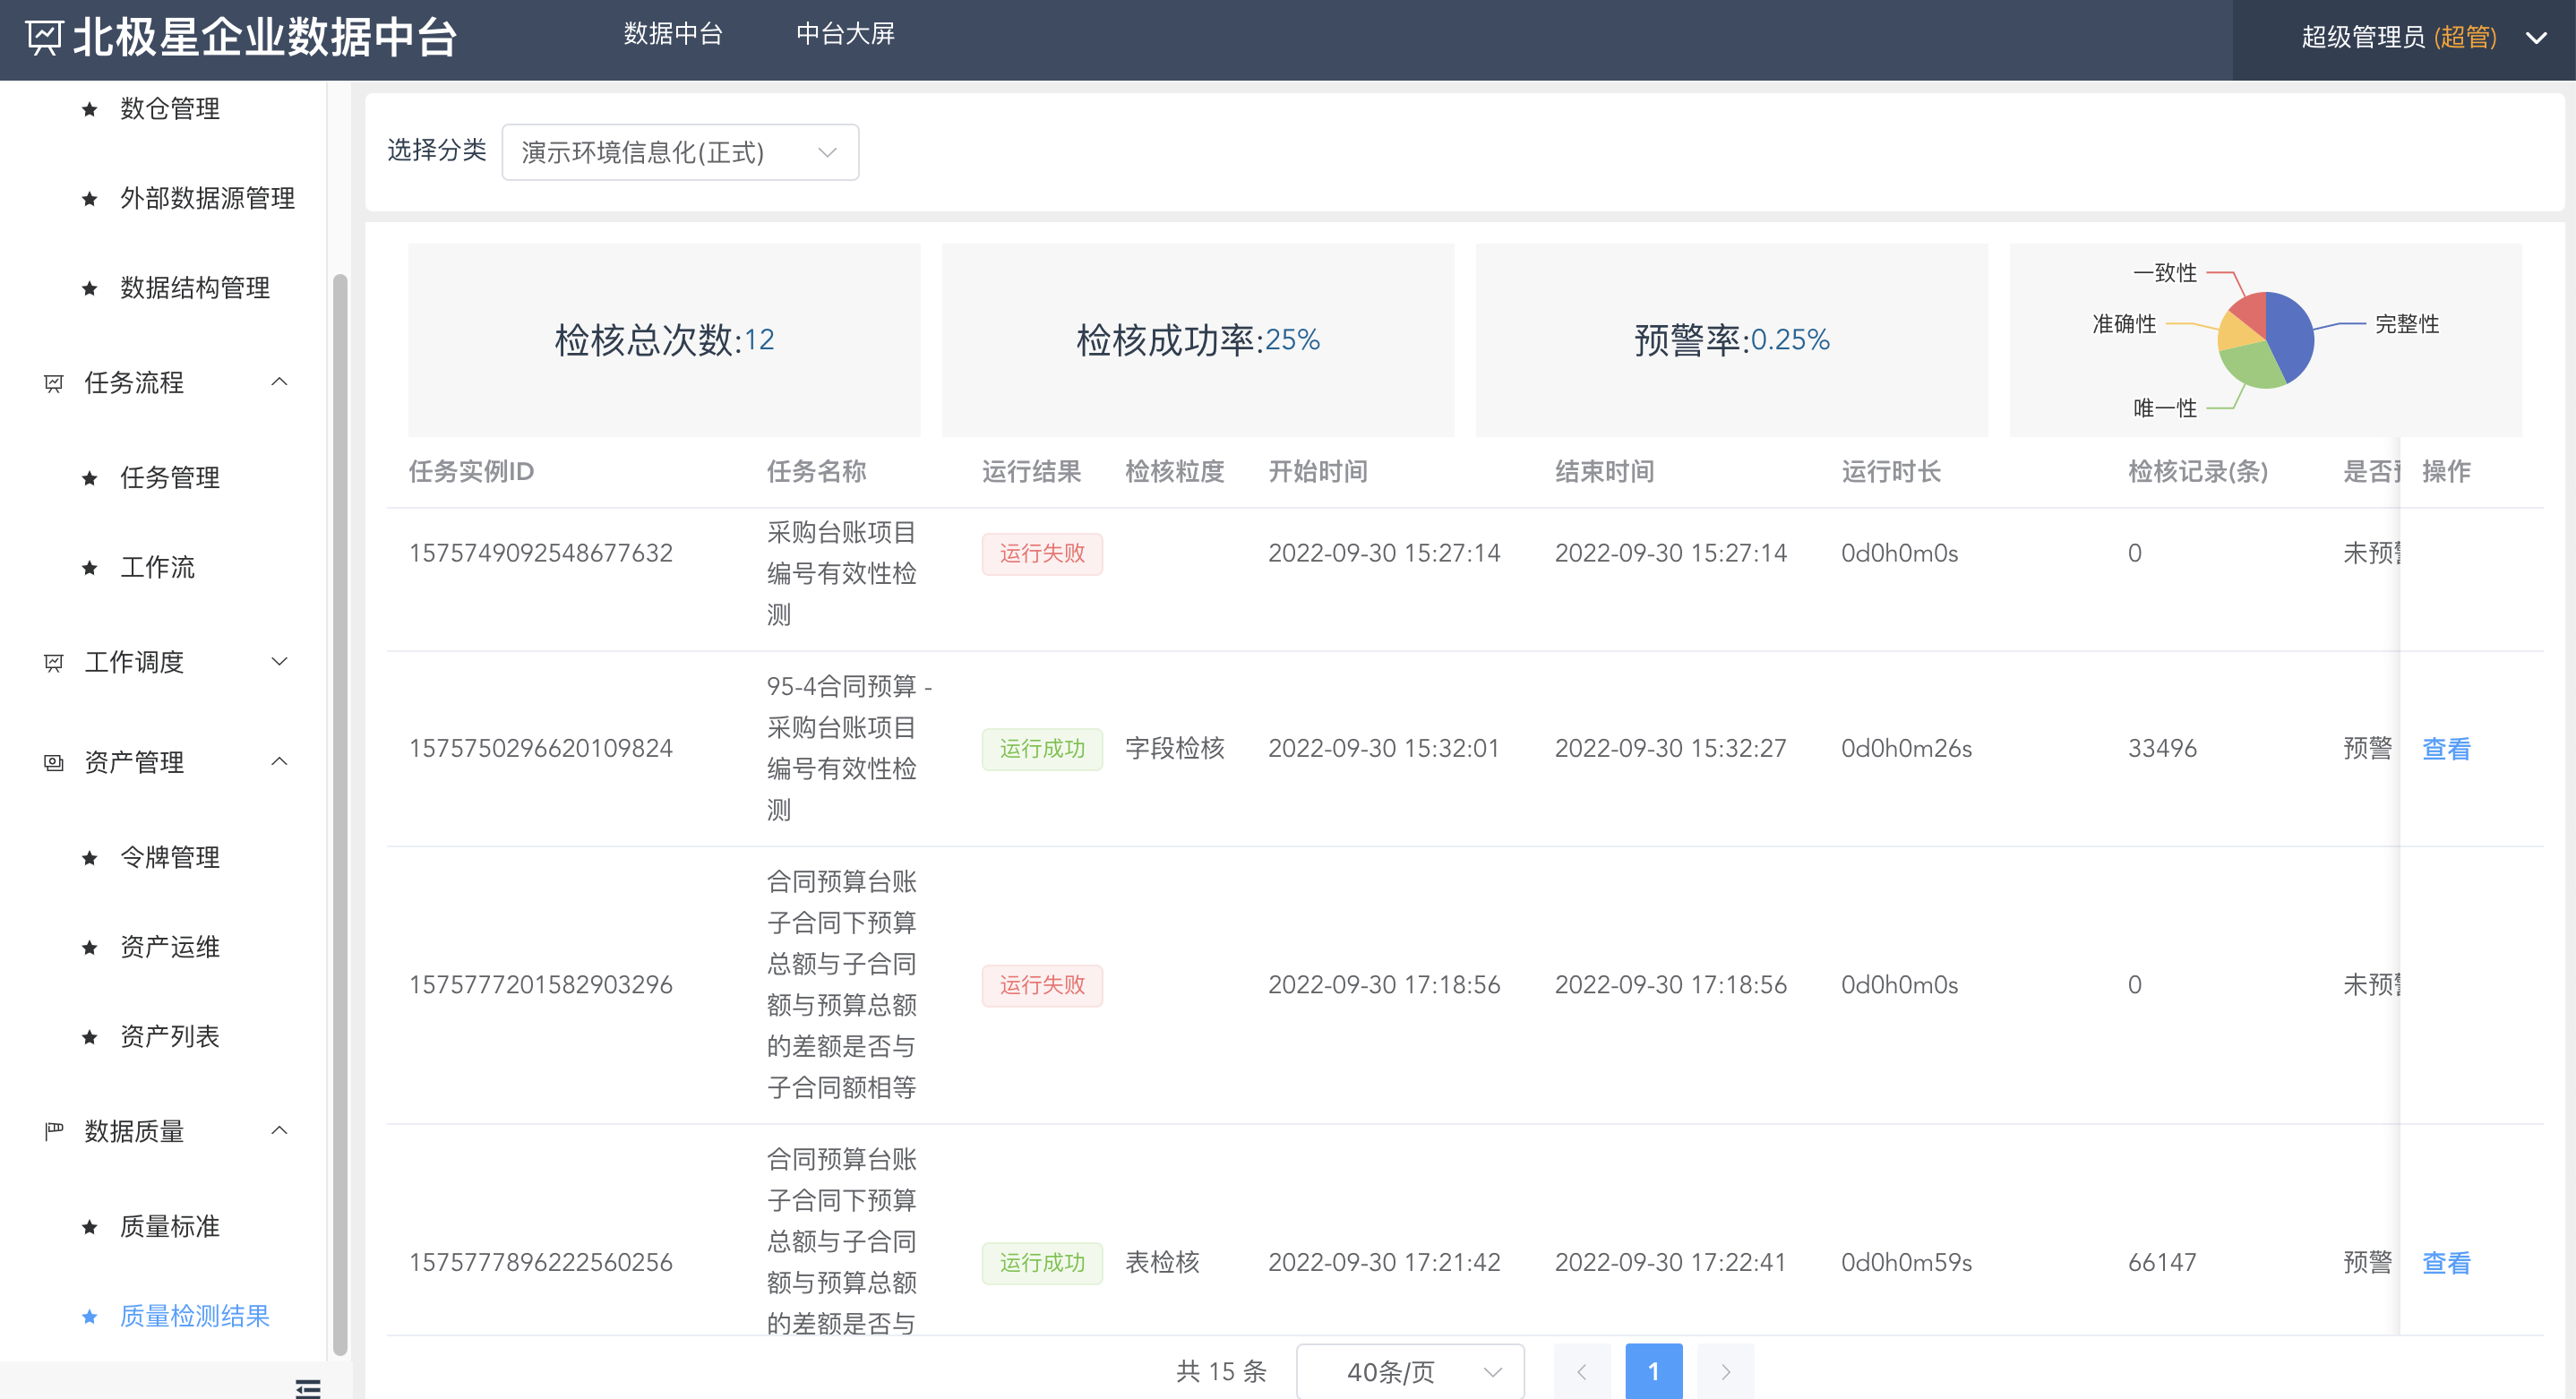 北极星企业数据中台
数据中台
中台大屏
超级管理员 (超管)
数仓管理
外部数据源管理
数据结构管理
任务流程
任务管理
工作流
工作调度
资产管理
令牌管理
资产运维
资产列表
数据质量
质量标准
质量检测结果
选择分类
演示环境信息化(正式)
检核总次数:12
检核成功率:25%
预警率:0.25%
一致性
准确性
完整性
唯一性
任务实例ID 任务名称 运行结果 检核粒度 开始时间 结束时间 运行时长 检核记录(条) 是否 操作
采购台账项目
1575749092548677632 运行失败 2022-09-30 15:27:14 2022-09-30 15:27:14 0d0h0m0s 0 未预
编号有效性检
测
95-4合同预算 -
采购台账项目
1575750296620109824 运行成功 字段检核 2022-09-30 15:32:01 2022-09-30 15:32:27 0d0h0m26s 33496 预警 查看
编号有效性检
测
合同预算台账
子合同下预算
总额与子合同
1575777201582903296 运行失败 2022-09-30 17:18:56 2022-09-30 17:18:56 0d0h0m0s 0 未预
额与预算总额
的差额是否与
子合同额相等
合同预算台账
子合同下预算
总额与子合同
1575777896222560256 运行成功 表检核 2022-09-30 17:21:42 2022-09-30 17:22:41 0d0h0m59s 66147 预警 查看
额与预算总额
的差额是否与
共 15 条 40条/页 1